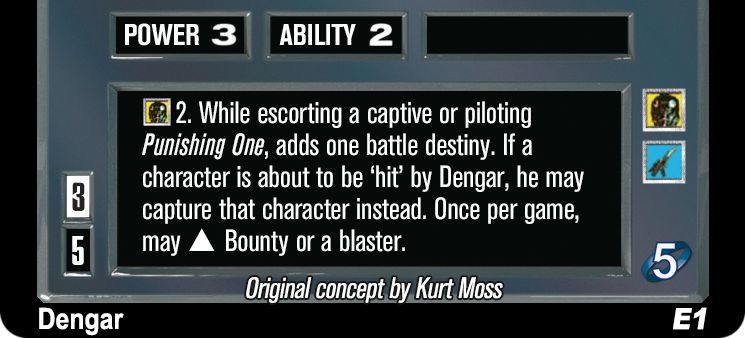 POWER 3 ABILITY 2
2. While escorting a captive or piloting
Punishing One, adds one battle destiny. If a
character is about to be ‘hit’ by Dengar, he may
capture that character instead. Once per game,
may ▲ Bounty or a blaster.
3
5
5
Original concept by Kurt Moss
Dengar E1